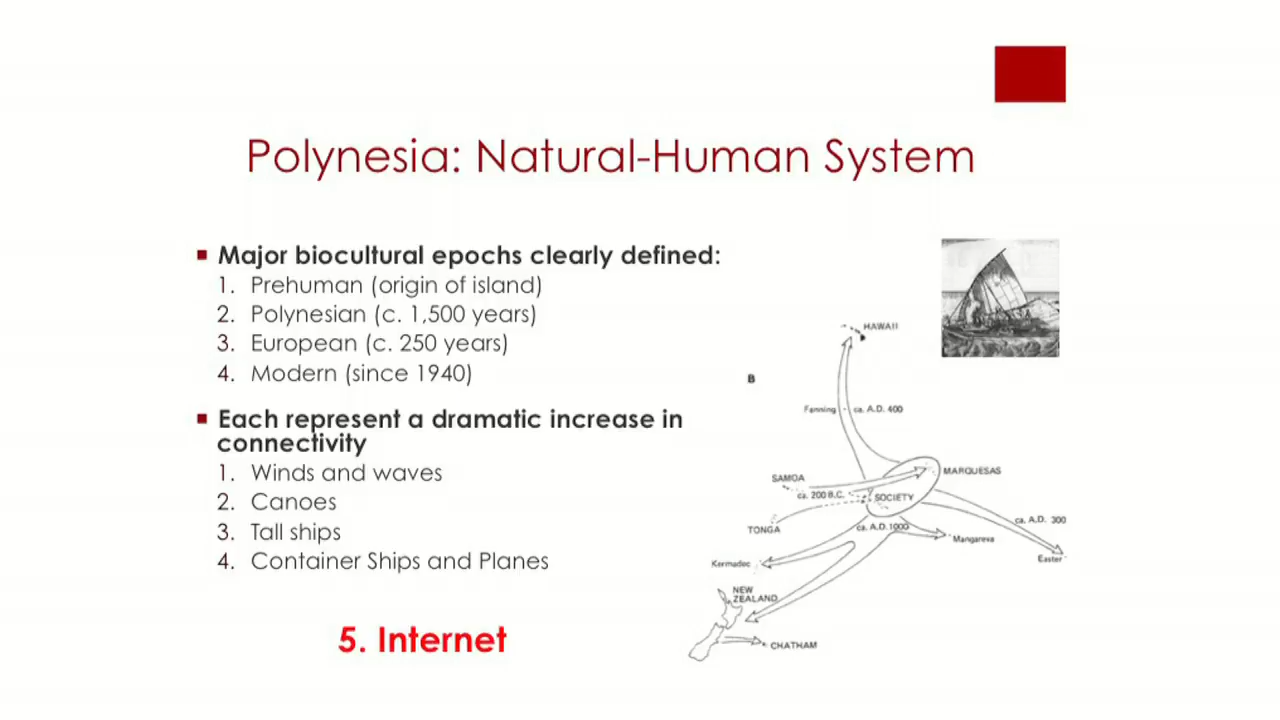 Polynesia: Natural-Human System
Major biocultural epochs clearly defined:
1. Prehuman (origin of island)
2. Polynesian (c. 1,500 years)
3. European (c. 250 years)
4. Modern (since 1940)
Each represent a dramatic increase in
connectivity
1. Winds and waves
2. Canoes
3. Tall ships
4. Container Ships and Planes
5. Internet
HAWAII
B
Fanning
ca. A.D. 400
MARQUESAS
SAMOA
ca. 200 B.C.
SOCIETY
ca. A.D. 300
TONGA
ca. A.D. 1000
Mangareva
Easter
Kermadec
NEW
ZEALAND
CHATHAM